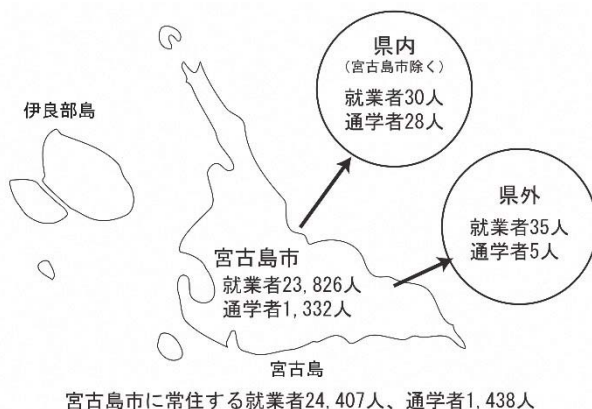 県内
（宮古島市除く）
就業者30人
通学者28人
伊良部島
県外
就業者35人
通学者5人
宮古島市
就業者23,826人
通学者1,332人
宮古島
宮古島市に常住する就業者24,407人、通学者1,438人